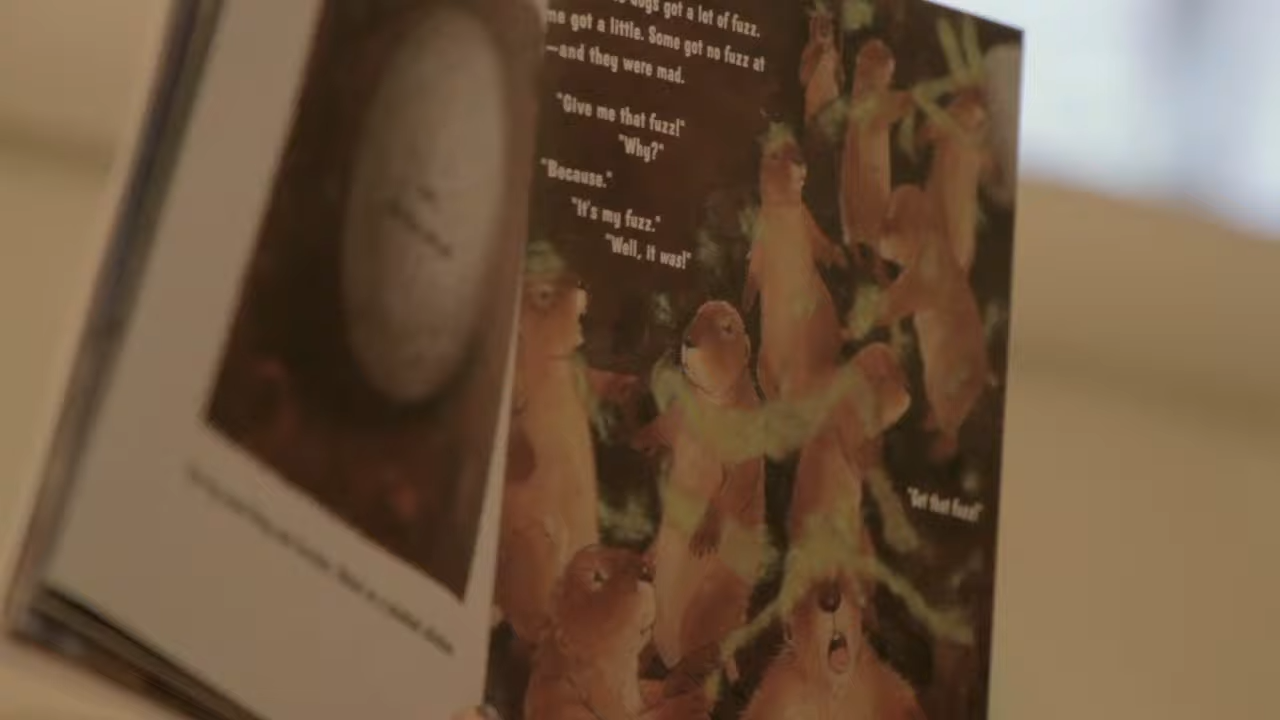 dogs got a lot of fuzz.
me got a little. Some got no fuzz at
—and they were mad.
"Give me that fuzz!"
"Why?"
"Because."
"It's my fuzz."
"Well, it was!"
"Get that fuzz!"